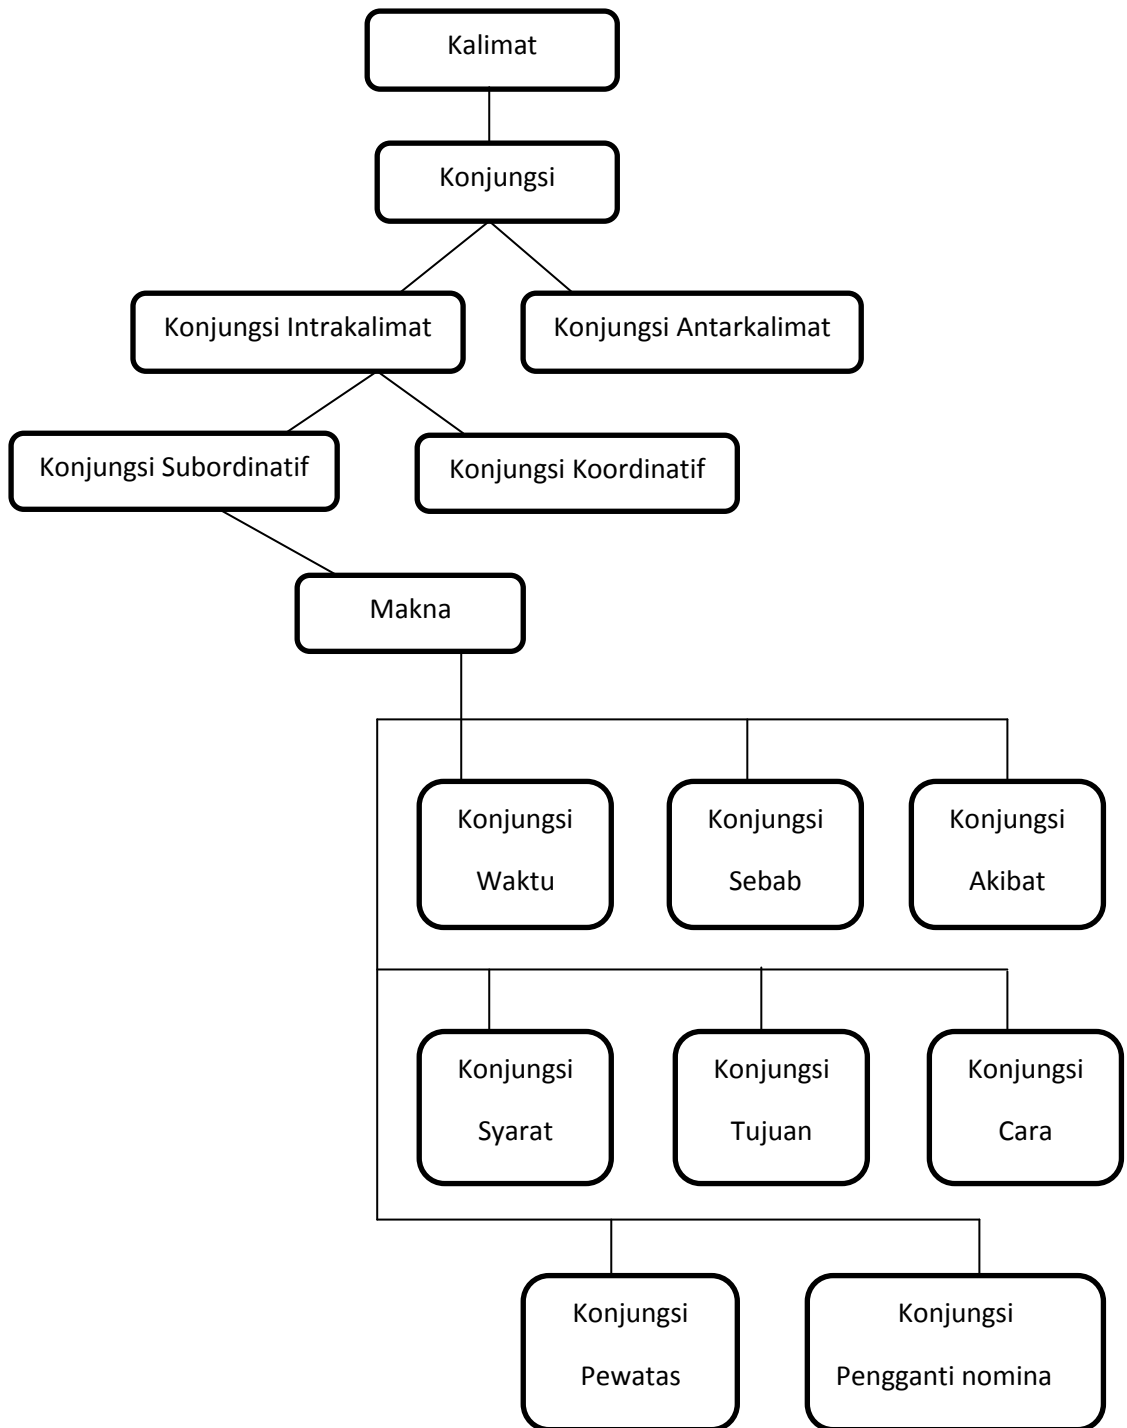 Kalimat
Konjungsi
Konjungsi Intrakalimat
Konjungsi Antarkalimat
Konjungsi Subordinatif
Konjungsi Koordinatif
Makna
Konjungsi
Waktu
Konjungsi
Sebab
Konjungsi
Akibat
Konjungsi
Syarat
Konjungsi
Tujuan
Konjungsi
Cara
Konjungsi
Pewatas
Konjungsi
Pengganti nomina